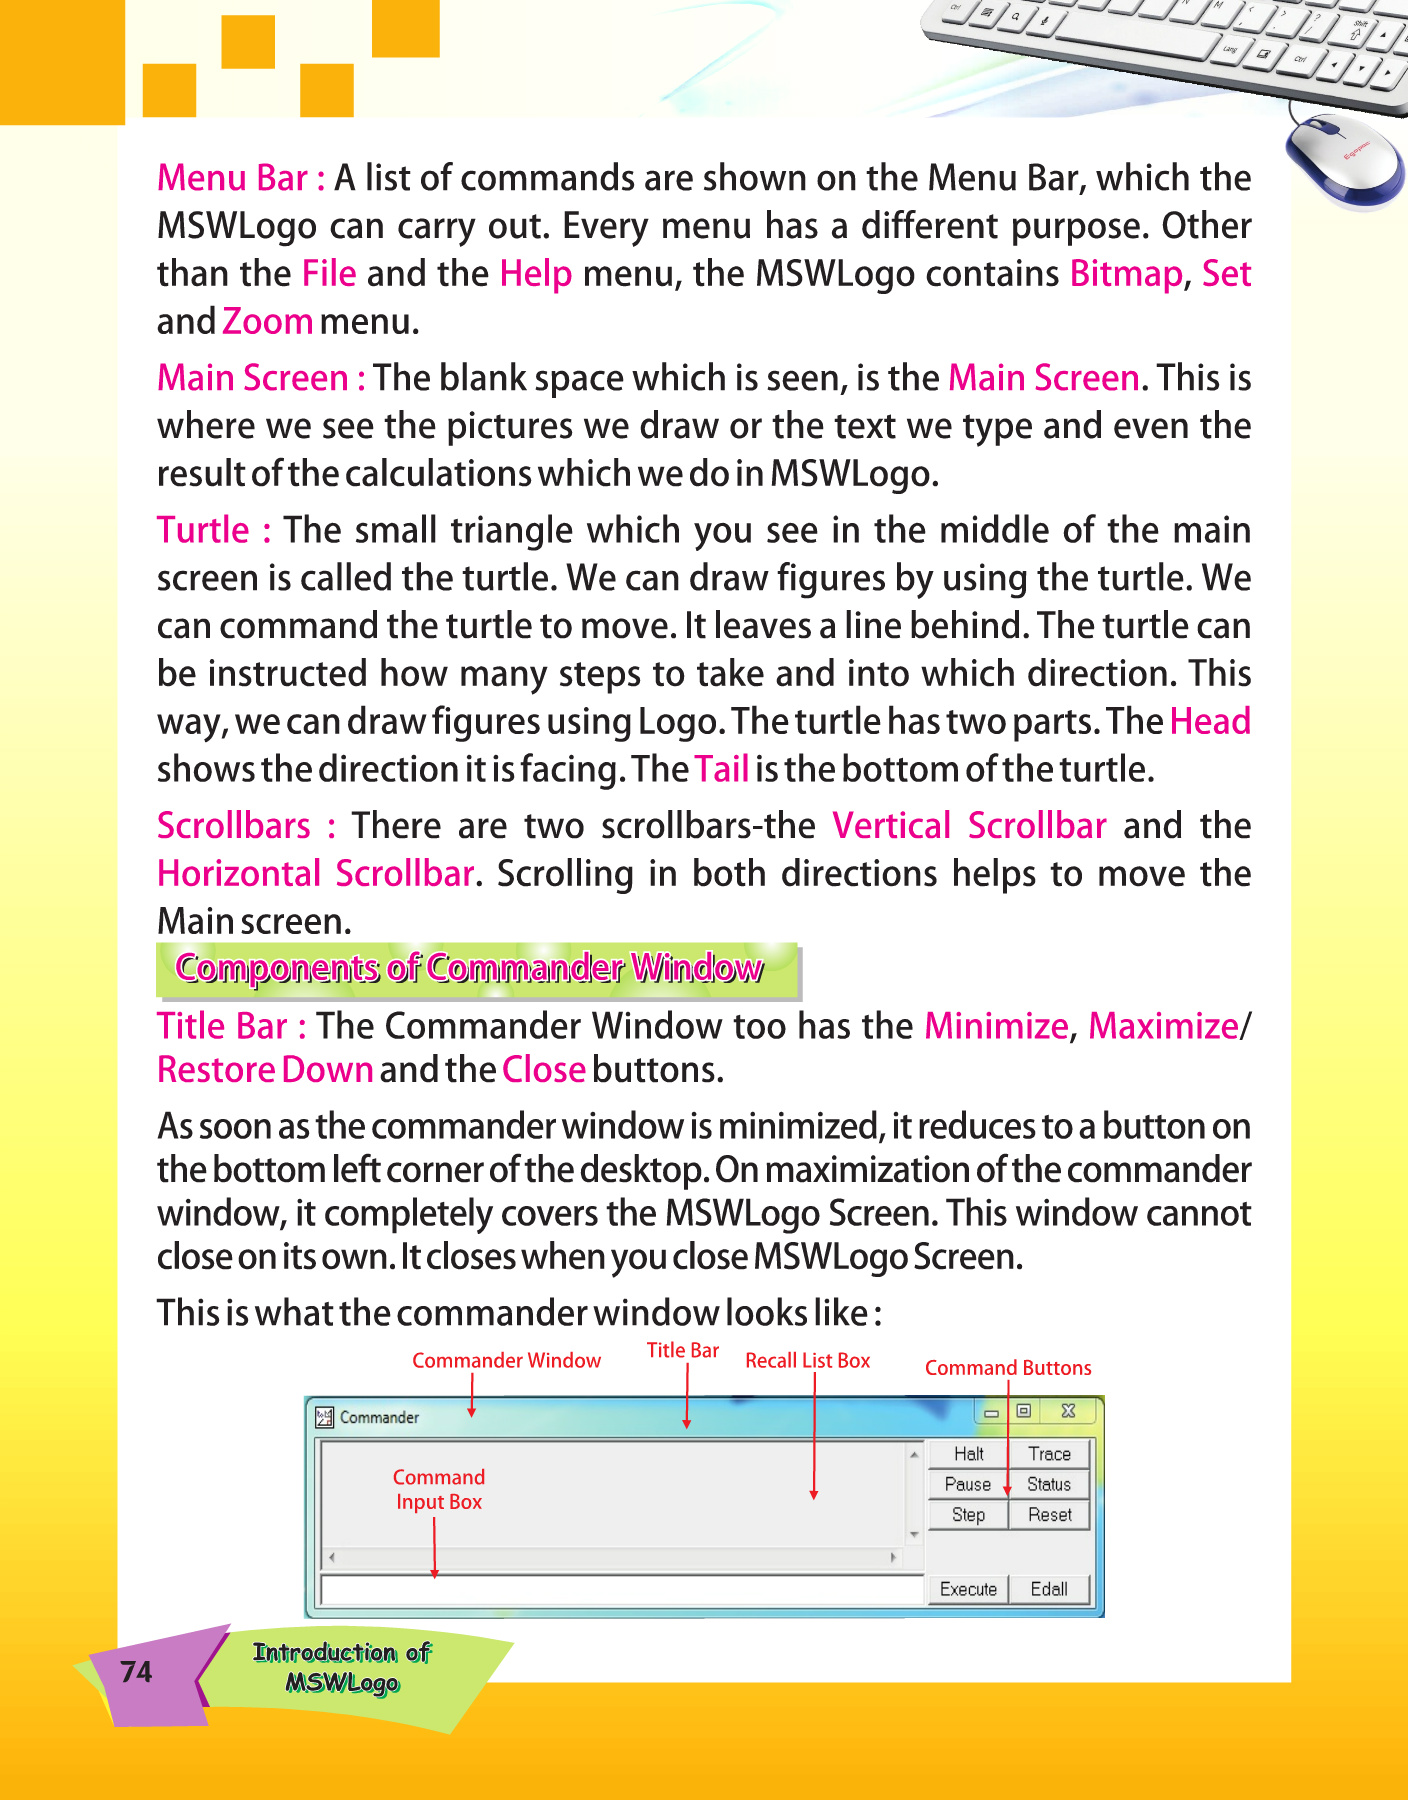 Menu Bar : A list of commands are shown on the Menu Bar, which the
MSWLogo can carry out. Every menu has a different purpose. Other
than the File and the Help menu, the MSWLogo contains Bitmap, Set
and Zoom menu.
Main Screen : The blank space which is seen, is the Main Screen. This is
where we see the pictures we draw or the text we type and even the
result of the calculations which we do in MSWLogo.
Turtle : The small triangle which you see in the middle of the main
screen is called the turtle. We can draw figures by using the turtle. We
can command the turtle to move. It leaves a line behind. The turtle can
be instructed how many steps to take and into which direction. This
way, we can draw figures using Logo. The turtle has two parts. The Head
shows the direction it is facing. The Tail is the bottom of the turtle.
Scrollbars : There are two scrollbars-the Vertical Scrollbar and the
Horizontal Scrollbar. Scrolling in both directions helps to move the
Main screen.
Components of Commander Window
Title Bar : The Commander Window too has the Minimize, Maximize/
Restore Down and the Close buttons.
As soon as the commander window is minimized, it reduces to a button on
the bottom left corner of the desktop. On maximization of the commander
window, it completely covers the MSWLogo Screen. This window cannot
close on its own. It closes when you close MSWLogo Screen.
This is what the commander window looks like :
Commander Window
Title Bar
Recall List Box
Command Buttons
Commander
Command
Input Box
Halt Trace
Pause Status
Step Reset
Execute Edall
74
Introduction of
MSWLogo